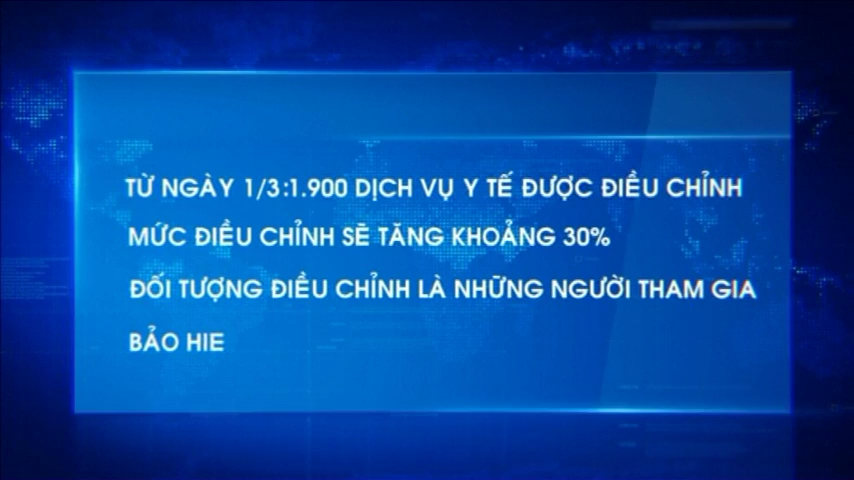 TỪ NGÀY 1/3:1.900 DỊCH VỤ Y TẾ ĐƯỢC ĐIỀU CHỈNH
MỨC ĐIỀU CHỈNH SẼ TĂNG KHOẢNG 30%
ĐỐI TƯỢNG ĐIỀU CHỈNH LÀ NHỮNG NGƯỜI THAM GIA
BẢO HIE